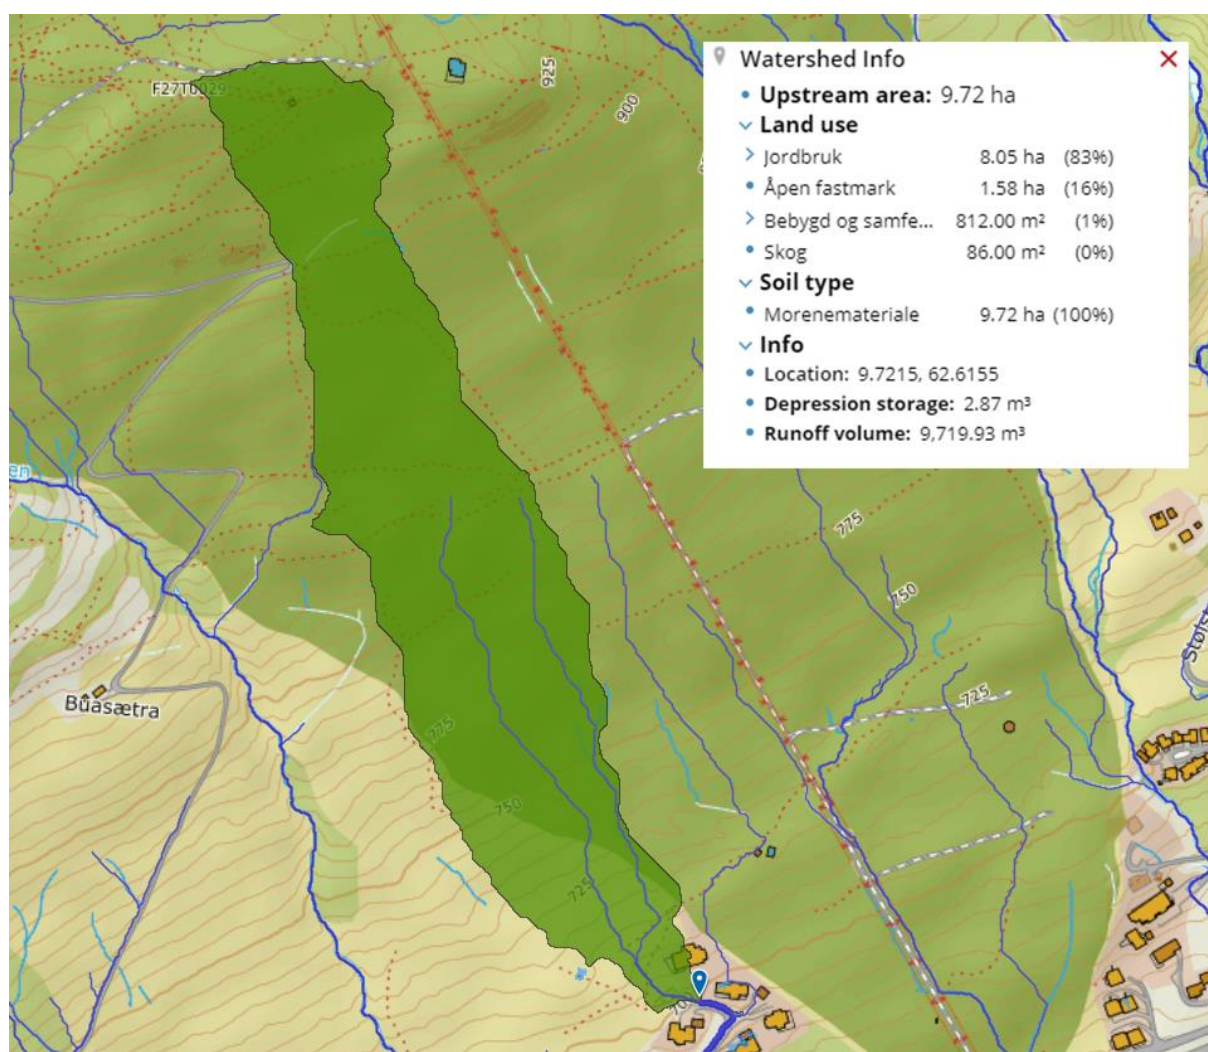 Watershed Info
Upstream area: 9.72 ha
Land use
Jordbruk 8.05 ha (83%)
Åpen fastmark 1.58 ha (16%)
Bebygd og samfe... 812.00 m² (1%)
Skog 86.00 m² (0%)
Soil type
Morenemateriale 9.72 ha (100%)
Info
Location: 9.7215, 62.6155
Depression storage: 2.87 m³
Runoff volume: 9,719.93 m³
F27T0029
925
900
en
775
750
Stølst
725
Buasætra
775
750
725